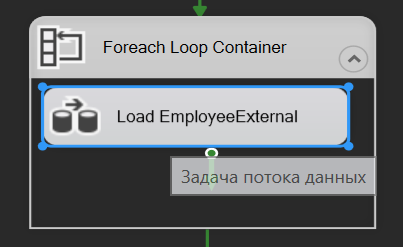 Foreach Loop Container
Load EmployeeExternal
Задача потока данных